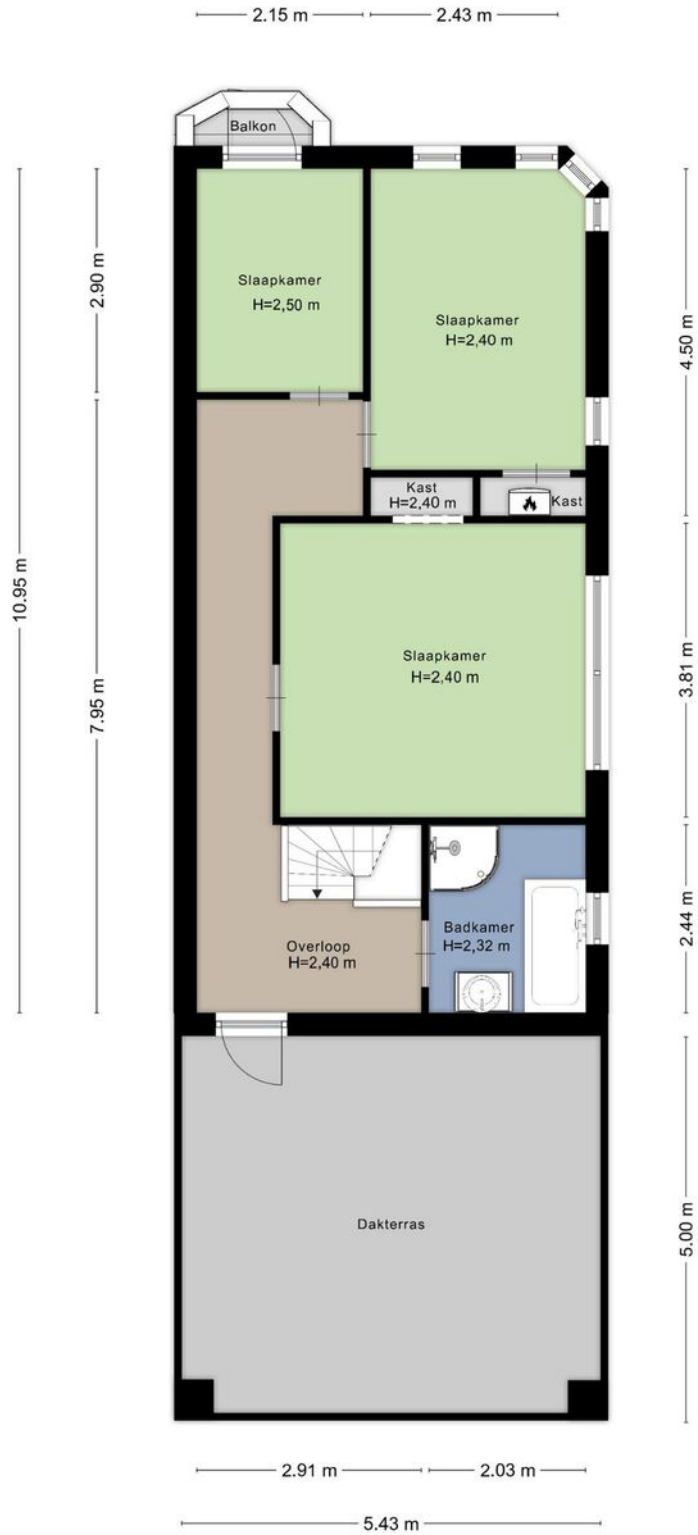 2.15 m
2.43 m
Balkon
2.90 m
Slaapkamer
H=2,50 m
Slaapkamer
H=2,40 m
4.50 m
Kast
H=2,40 m
Kast
10.95 m
7.95 m
Slaapkamer
H=2,40 m
3.81 m
Overloop
H=2,40 m
Badkamer
H=2,32 m
2.44 m
Dakterras
5.00 m
2.91 m
2.03 m
5.43 m